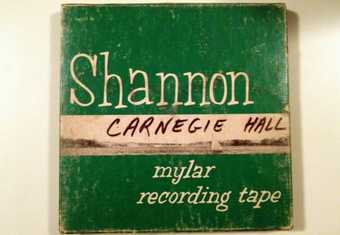 Shannon
CARNEGIE HALL
mylar
recording tape